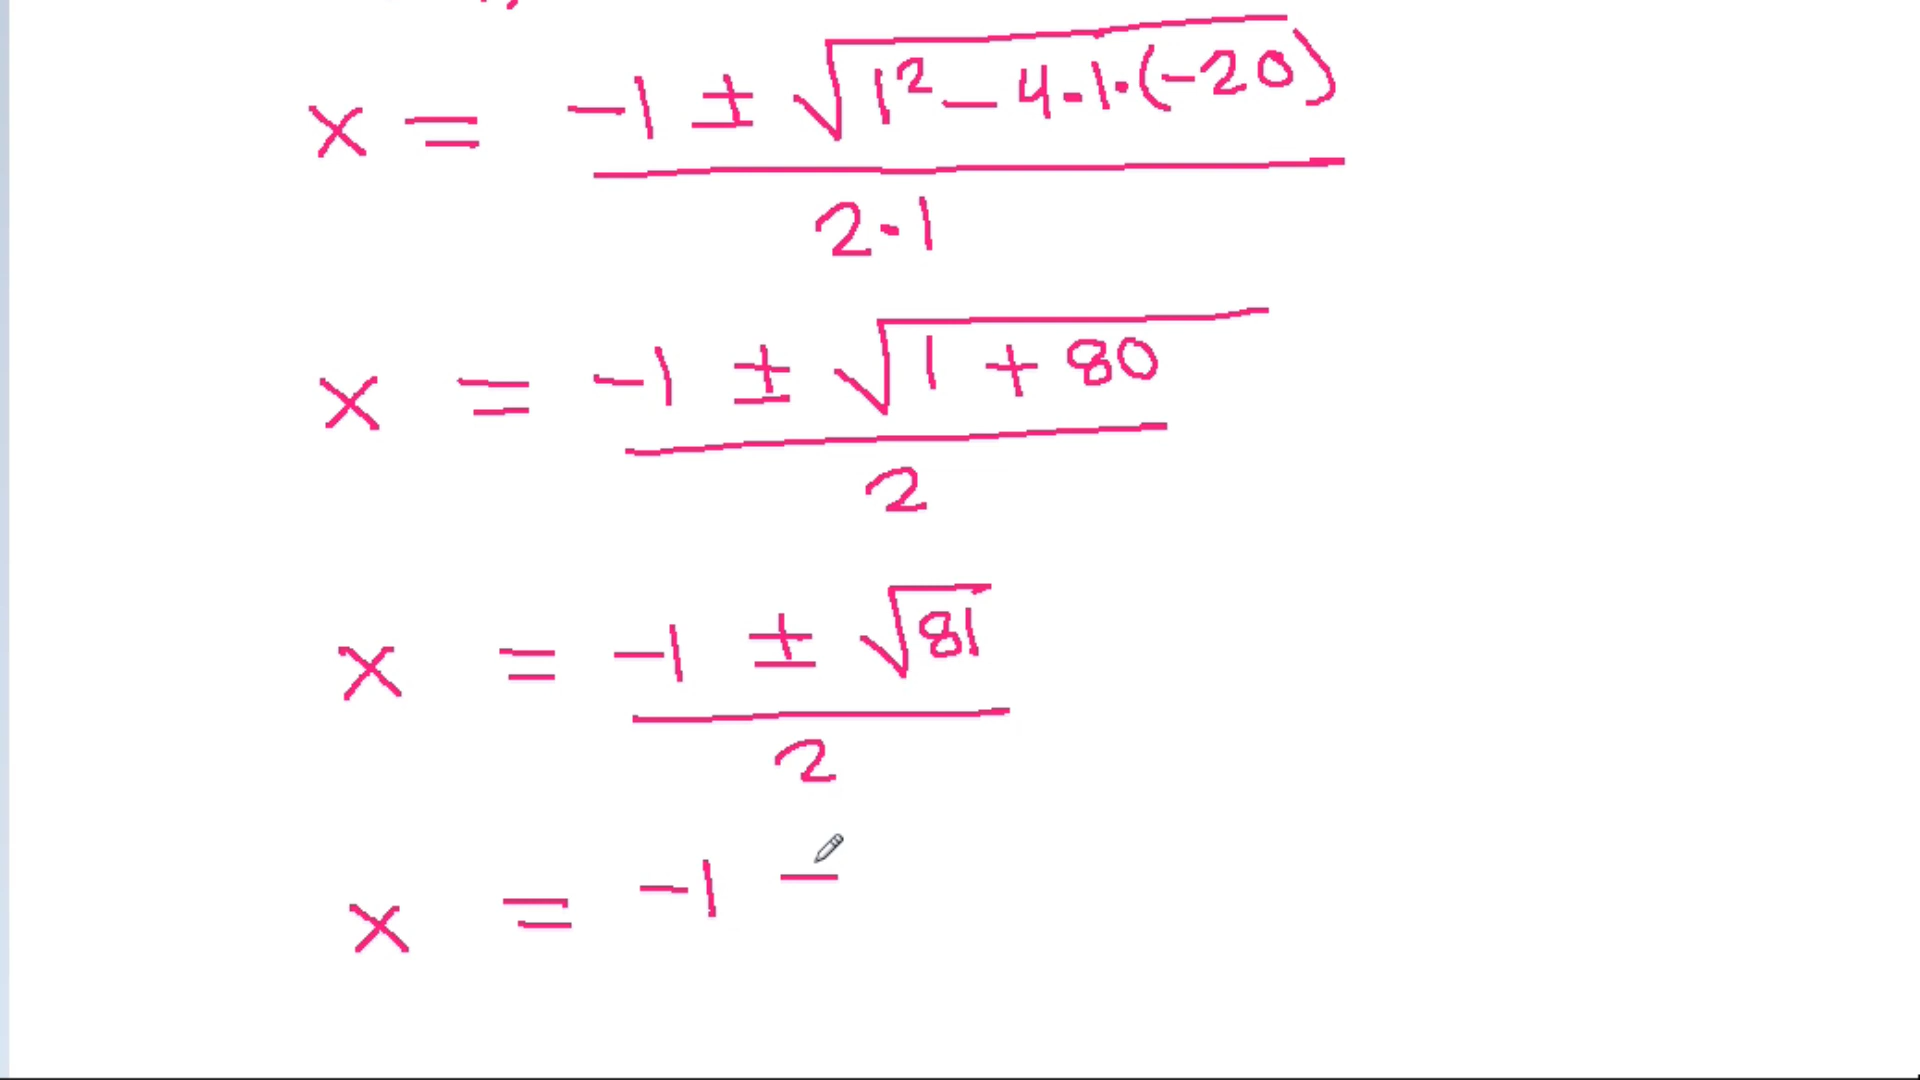 x = (-1 ± √(1² - 4·1·(-20))) / 2·1
x = (-1 ± √(1 + 80)) / 2
x = (-1 ± √81) / 2
x = -1 —